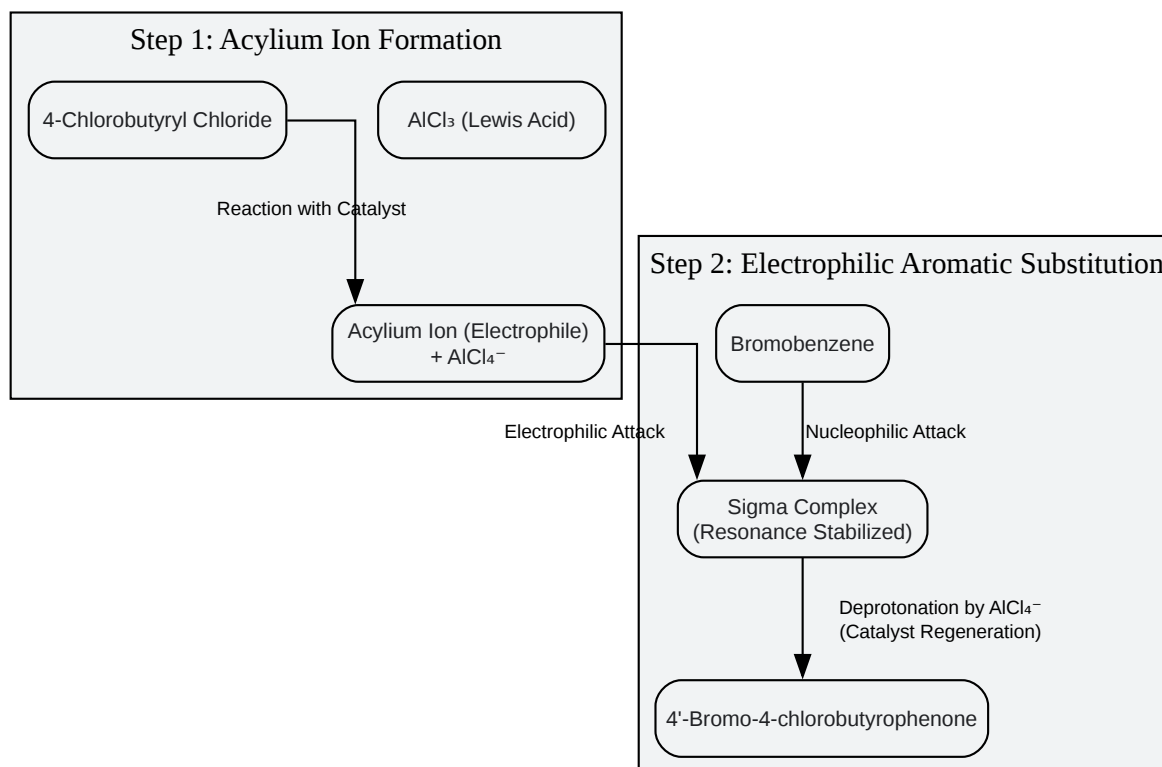 Step 1: Acylium Ion Formation
4-Chlorobutyryl Chloride
AlCl₃ (Lewis Acid)
Reaction with Catalyst
Acylium Ion (Electrophile)
+ AlCl₄⁻
Step 2: Electrophilic Aromatic Substitution
Bromobenzene
Electrophilic Attack
Nucleophilic Attack
Sigma Complex
(Resonance Stabilized)
Deprotonation by AlCl₄⁻
(Catalyst Regeneration)
4'-Bromo-4-chlorobutyrophenone